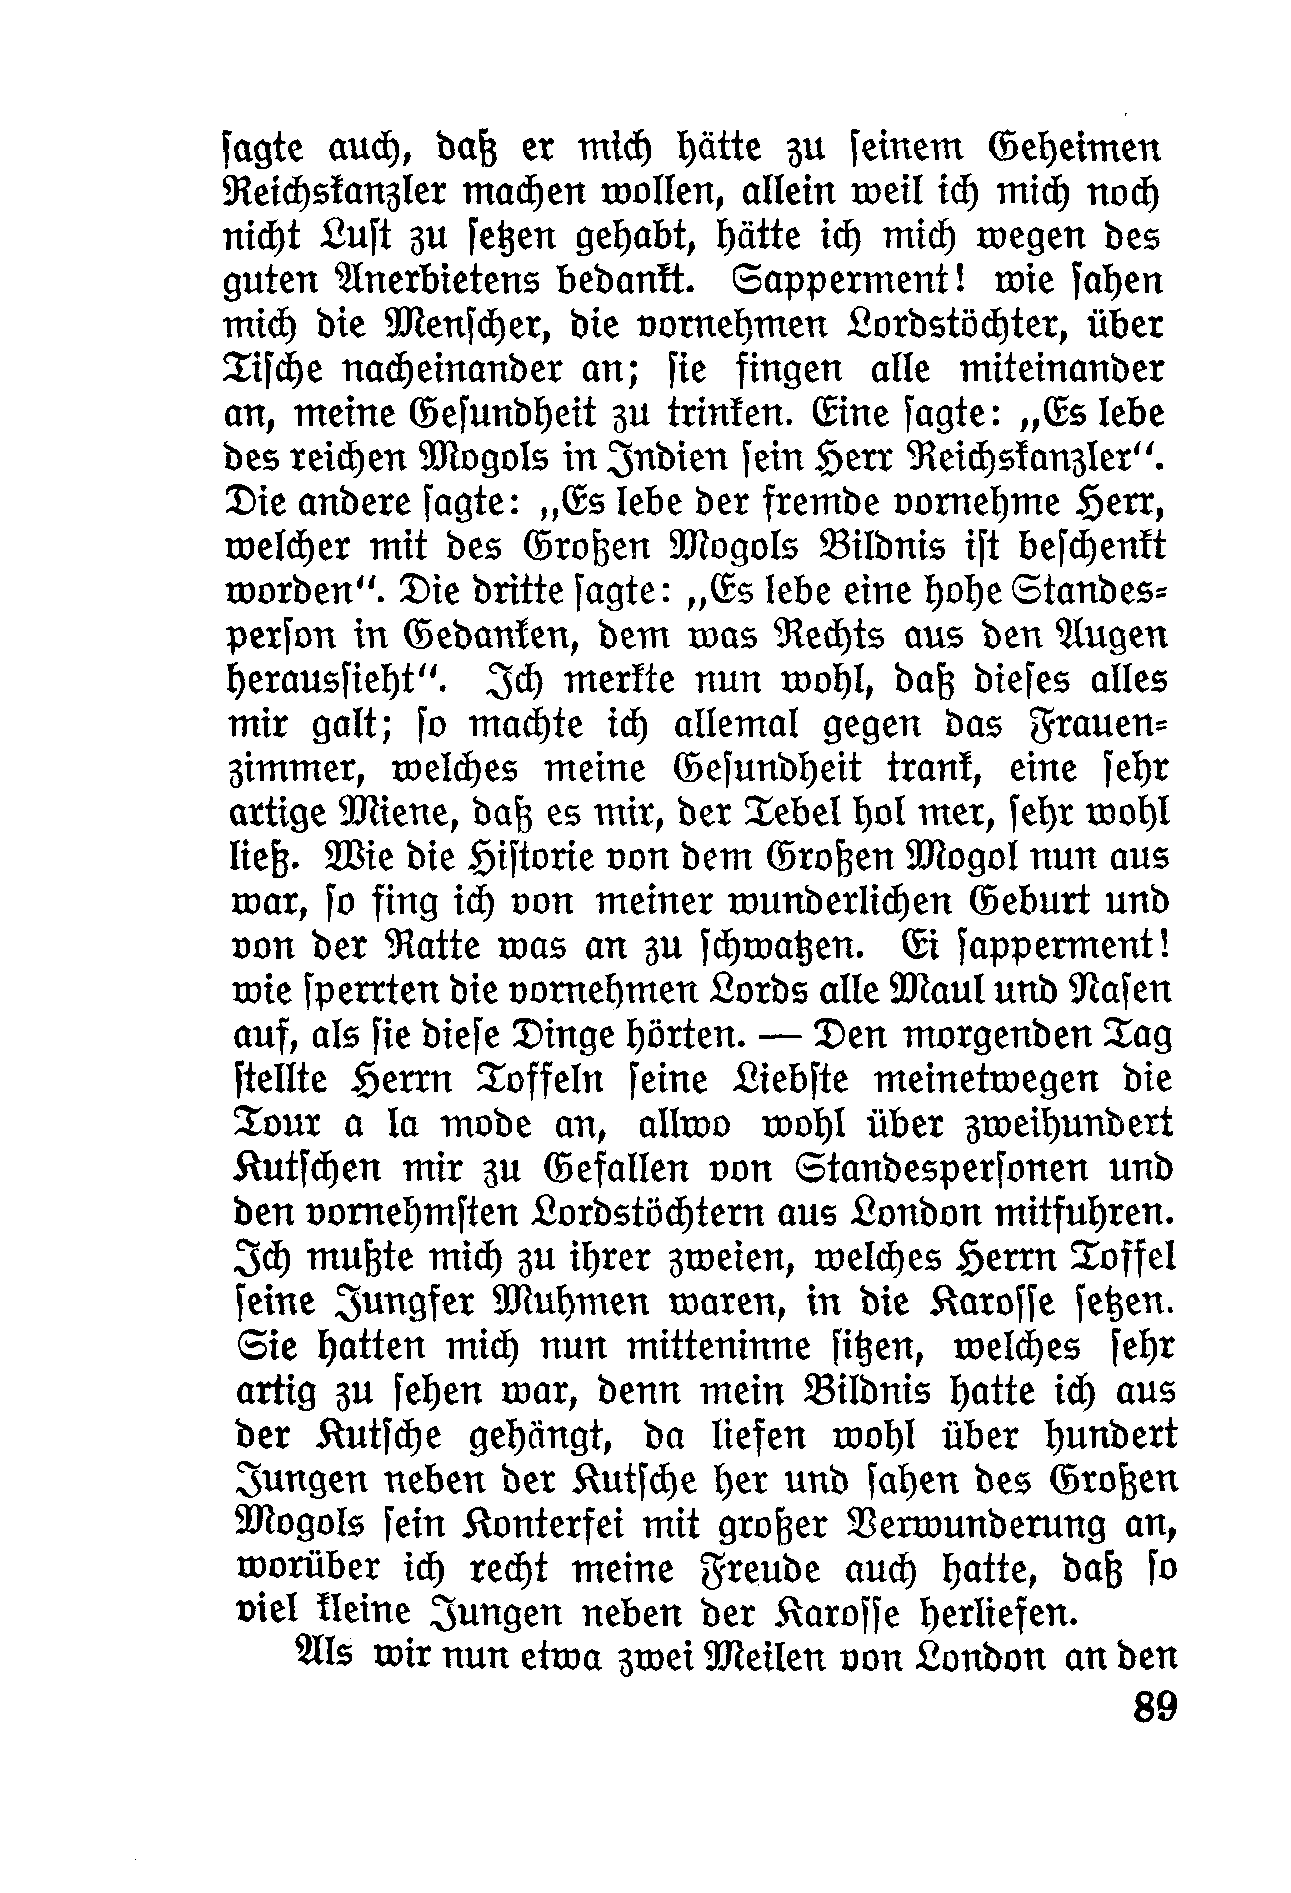 sagte auch, daß er mich hätte zu seinem Geheimen
Reichskanzler machen wollen, allein weil ich mich noch
nicht Lust zu setzen gehabt, hätte ich mich wegen des
guten Anerbietens bedankt. Sapperment! wie sahen
mich die Menscher, die vornehmen Lordstöchter, über
Tische nacheinander an; sie fingen alle miteinander
an, meine Gesundheit zu trinken. Eine sagte: „Es lebe
des reichen Mogols in Indien sein Herr Reichskanzler“.
Die andere sagte: „Es lebe der fremde vornehme Herr,
welcher mit des Großen Mogols Bildnis ist beschenkt
worden“. Die dritte sagte: „Es lebe eine hohe Standes-
person in Gedanken, dem was Rechts aus den Augen
heraussieht“. Ich merkte nun wohl, daß dieses alles
mir galt; so machte ich allemal gegen das Frauen-
zimmer, welches meine Gesundheit trank, eine sehr
artige Miene, daß es mir, der Tebel hol mer, sehr wohl
ließ. Wie die Historie von dem Großen Mogol nun aus
war, so fing ich von meiner wunderlichen Geburt und
von der Ratte was an zu schwatzen. Ei sapperment!
wie sperrten die vornehmen Lords alle Maul und Nasen
auf, als sie diese Dinge hörten. — Den morgenden Tag
stellte Herrn Toffeln seine Liebste meinetwegen die
Tour a la mode an, allwo wohl über zweihundert
Kutschen mir zu Gefallen von Standespersonen und
den vornehmsten Lordstöchtern aus London mitfuhren.
Ich mußte mich zu ihrer zweien, welches Herrn Toffel
seine Jungfer Muhmen waren, in die Karosse setzen.
Sie hatten mich nun mitteninne sitzen, welches sehr
artig zu sehen war, denn mein Bildnis hatte ich aus
der Kutsche gehängt, da liefen wohl über hundert
Jungen neben der Kutsche her und sahen des Großen
Mogols sein Konterfei mit großer Verwunderung an,
worüber ich recht meine Freude auch hatte, daß so
viel kleine Jungen neben der Karosse herliefen.
Als wir nun etwa zwei Meilen von London an den
89